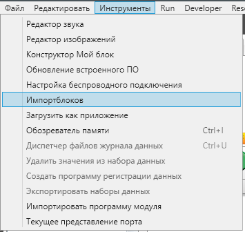 Файл Редактировать Инструменты Run Developer Res
Редактор звука
Редактор изображений
Конструктор Мой блок
Обновление встроенного ПО
Настройка беспроводного подключения
Импортблоков
Загрузить как приложение
Обозреватель памяти Ctrl+I
Диспетчер файлов журнала данных Ctrl+U
Удалить значения из набора данных
Создать программу регистрации данных
Экспортировать наборы данных
Импортировать программу модуля
Текущее представление порта